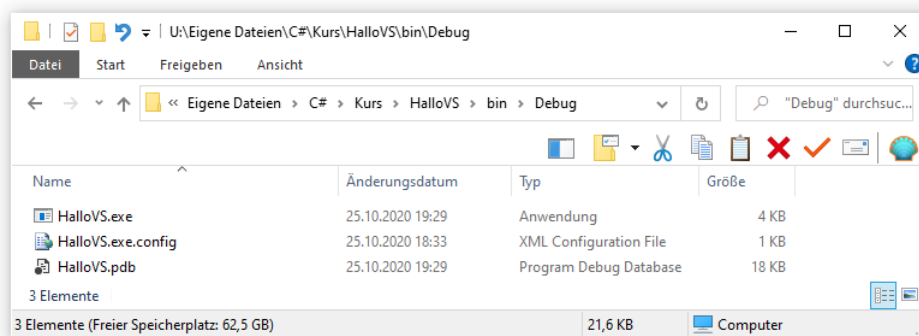 U:\Eigene Dateien\C#\Kurs\HalloVS\bin\Debug
Datei Start Freigeben Ansicht
« Eigene Dateien > C# > Kurs > HalloVS > bin > Debug "Debug" durchsuc...
Name Änderungsdatum Typ Größe
HalloVS.exe 25.10.2020 19:29 Anwendung 4 KB
HalloVS.exe.config 25.10.2020 18:33 XML Configuration File 1 KB
HalloVS.pdb 25.10.2020 19:29 Program Debug Database 18 KB
3 Elemente
3 Elemente (Freier Speicherplatz: 62,5 GB) 21,6 KB Computer